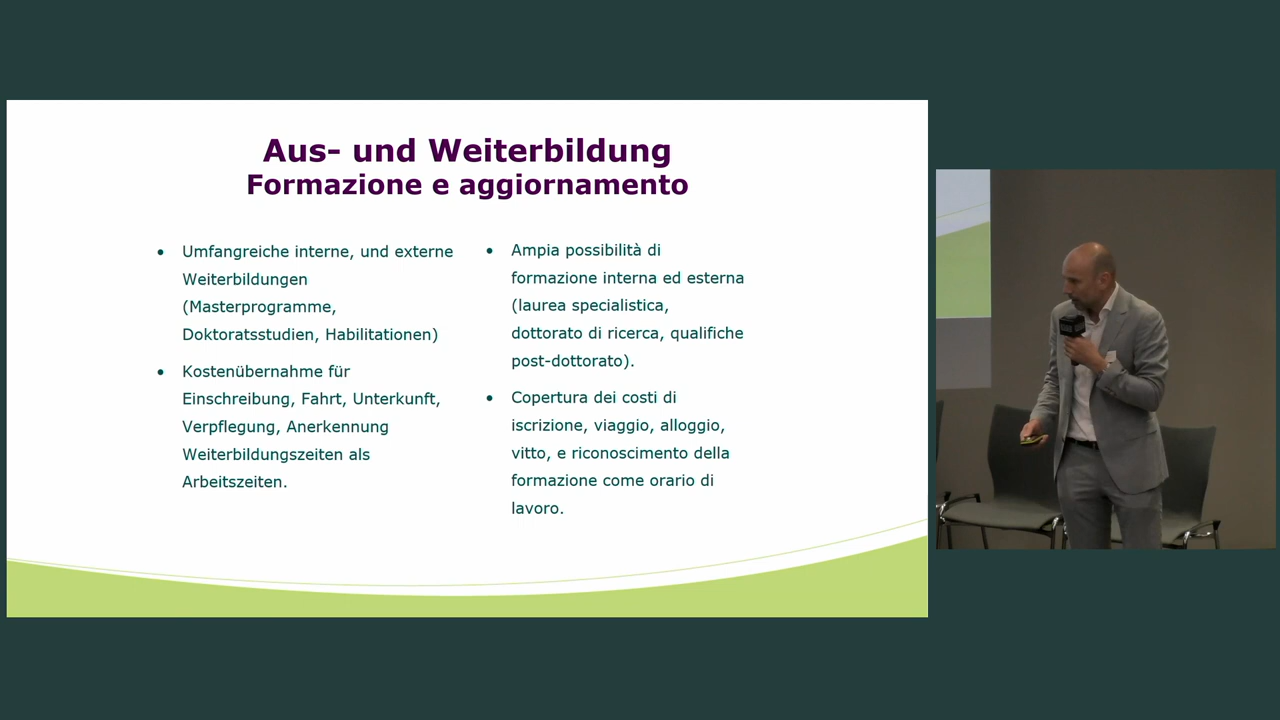 Aus- und Weiterbildung
Formazione e aggiornamento
• Umfangreiche interne, und externe
Weiterbildungen
(Masterprogramme,
Doktoratsstudien, Habilitationen)
• Kostenübernahme für
Einschreibung, Fahrt, Unterkunft,
Verpflegung, Anerkennung
Weiterbildungszeiten als
Arbeitszeiten.
• Ampia possibilità di
formazione interna ed esterna
(laurea specialistica,
dottorato di ricerca, qualifiche
post-dottorato).
• Copertura dei costi di
iscrizione, viaggio, alloggio,
vitto, e riconoscimento della
formazione come orario di
lavoro.